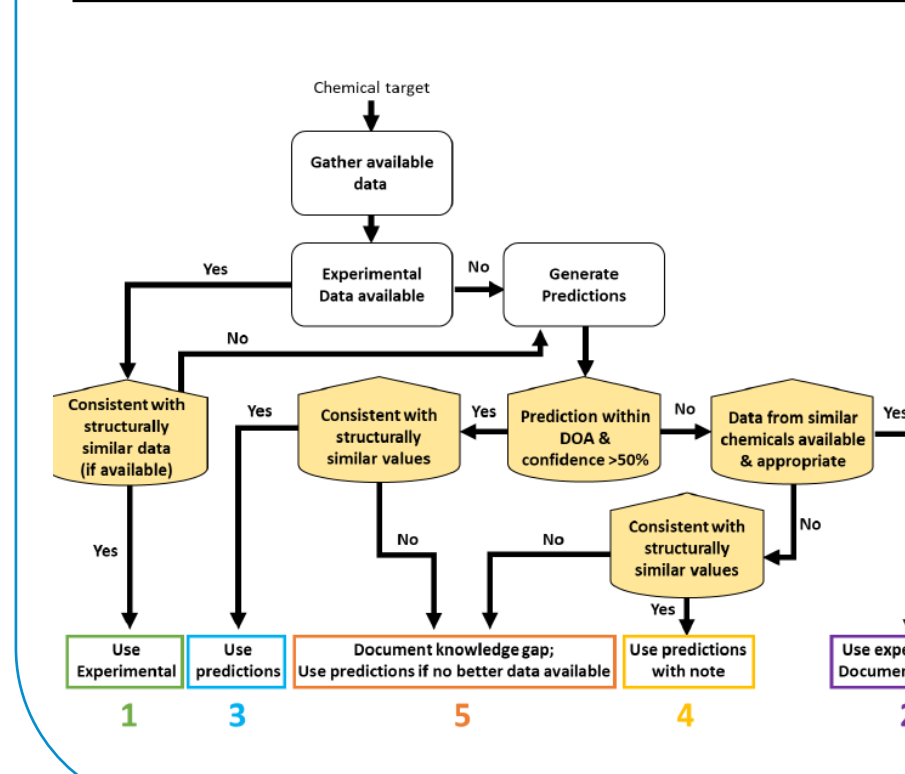 Chemical target
Gather available
data
Experimental
Data available
No
Generate
Predictions
Yes
No
Consistent with
structurally
similar data
(if available)
Yes
Consistent with
structurally
similar values
Yes
Prediction within
DOA &
confidence >50%
No
Data from similar
chemicals available
& appropriate
Yes
No
Consistent with
structurally
similar values
Yes
No
No
Yes
Use
Experimental
Use
predictions
Document knowledge gap;
Use predictions if no better data available
Use predictions
with note
Use
Documen
1
3
5
4
2